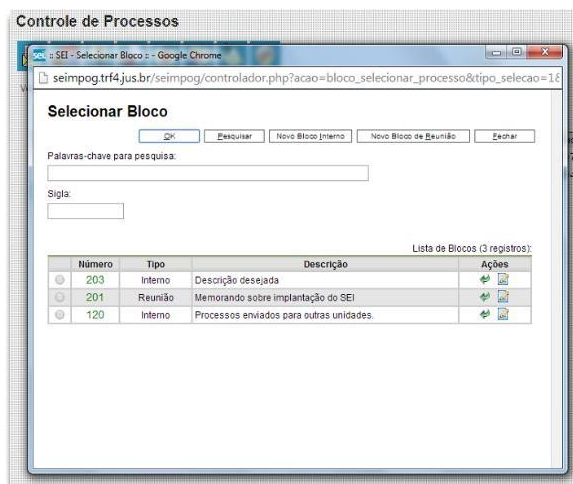 Controle de Processos
:: SEI - Selecionar Bloco :: - Google Chrome
seimpog.trf4.jus.br/seimpog/controlador.php?acao=bloco_selecionar_processo&tipo_selecao=1&
Selecionar Bloco
OK Pesquisar Novo Bloco Interno Novo Bloco de Reunião Fechar
Palavras-chave para pesquisa:
Sigla:
Lista de Blocos (3 registros):
Número Tipo Descrição Ações
203 Interno Descrição desejada
201 Reunião Memorando sobre implantação do SEI
120 Interno Processos enviados para outras unidades.